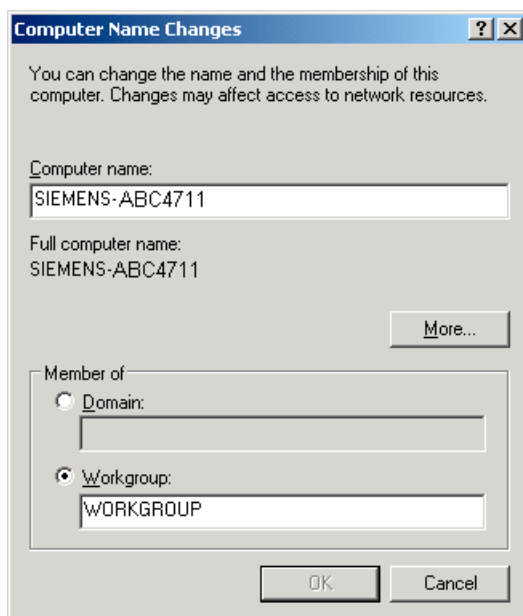 Computer Name Changes
You can change the name and the membership of this
computer. Changes may affect access to network resources.
Computer name:
SIEMENS-ABC4711
Full computer name:
SIEMENS-ABC4711
More...
Member of
Domain:
Workgroup:
WORKGROUP
OK
Cancel